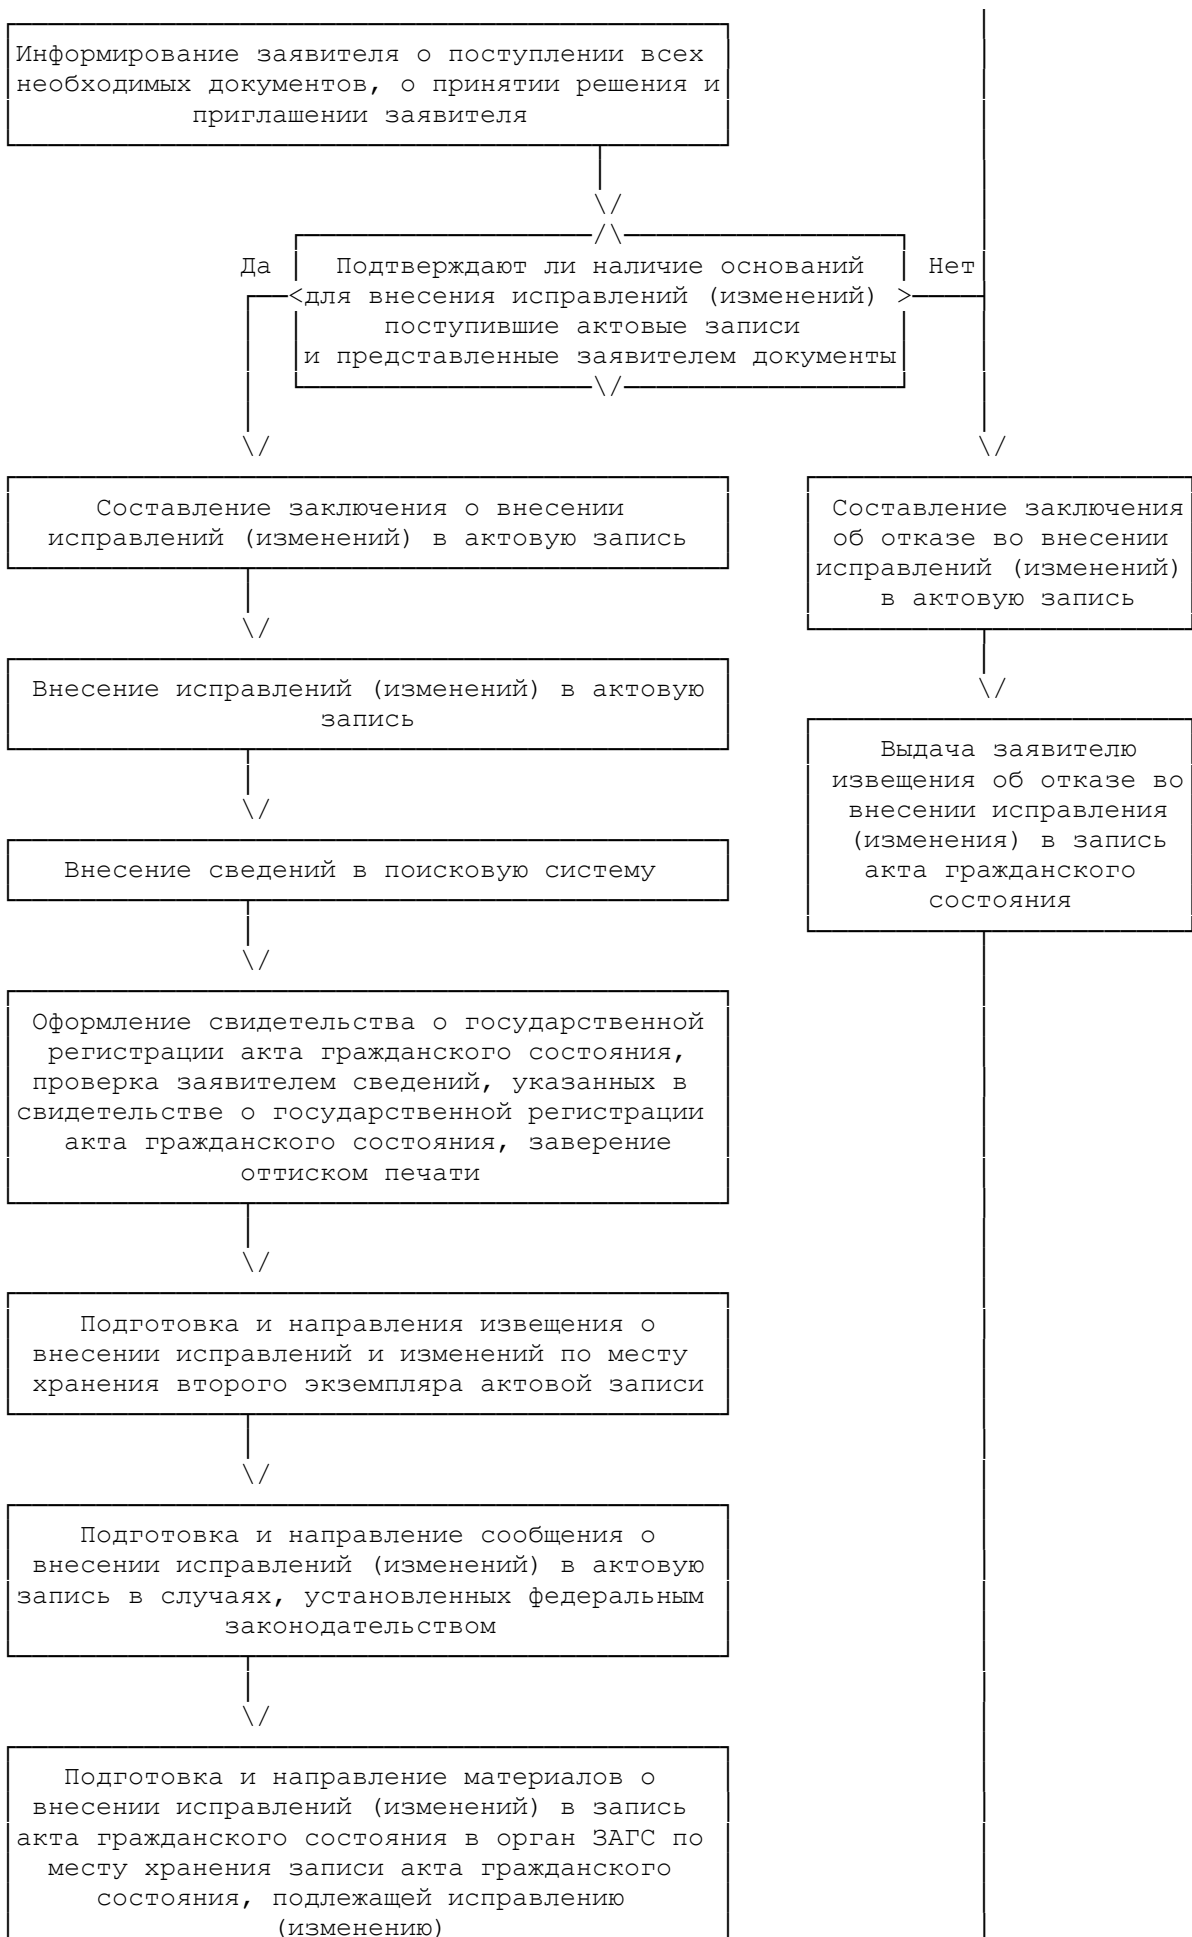 Информирование заявителя о поступлении всех
необходимых документов, о принятии решения и
приглашении заявителя
Да
Подтверждают ли наличие оснований
для внесения исправлений (изменений)
поступившие актовые записи
и представленные заявителем документы
Нет
Составление заключения о внесении
исправлений (изменений) в актовую запись
Составление заключения
об отказе во внесении
исправлений (изменений)
в актовую запись
Внесение исправлений (изменений) в актовую
запись
Выдача заявителю
извещения об отказе во
внесении исправления
(изменения) в запись
акта гражданского
состояния
Внесение сведений в поисковую систему
Оформление свидетельства о государственной
регистрации акта гражданского состояния,
проверка заявителем сведений, указанных в
свидетельстве о государственной регистрации
акта гражданского состояния, заверение
оттиском печати
Подготовка и направления извещения о
внесении исправлений и изменений по месту
хранения второго экземпляра актовой записи
Подготовка и направление сообщения о
внесении исправлений (изменений) в актовую
запись в случаях, установленных федеральным
законодательством
Подготовка и направление материалов о
внесении исправлений (изменений) в запись
акта гражданского состояния в орган ЗАГС по
месту хранения записи акта гражданского
состояния, подлежащей исправлению
(изменению)